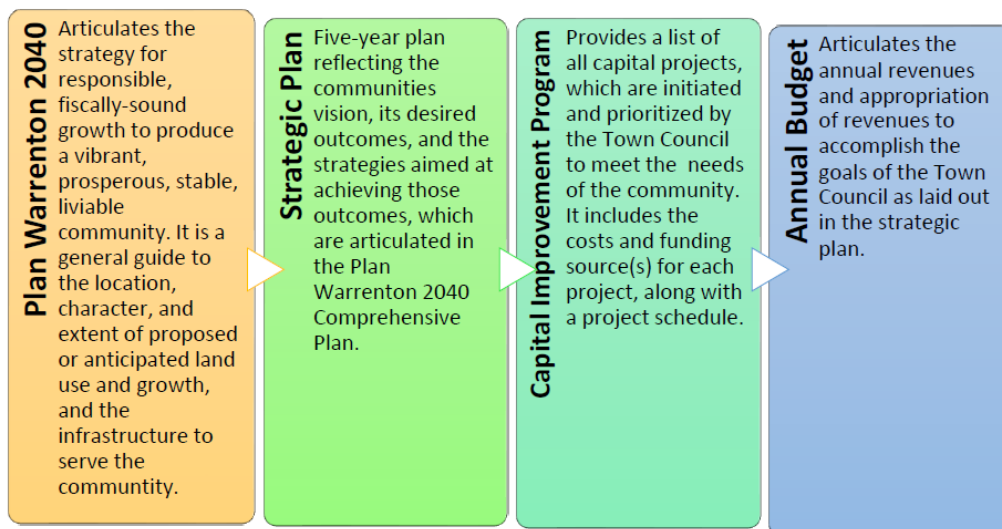 Plan Warrenton 2040
Articulates the
strategy for
responsible,
fiscally-sound
growth to produce
a vibrant,
prosperous, stable,
liviable
community. It is a
general guide to
the location,
character, and
extent of proposed
or anticipated land
use and growth,
and the
infrastructure to
serve the
communtity.
Strategic Plan
Five-year plan
reflecting the
communities
vision, its desired
outcomes, and the
strategies aimed at
achieving those
outcomes, which
are articulated in
the Plan
Warrenton 2040
Comprehensive
Plan.
Capital Improvement Program
Provides a list of
all capital projects,
which are initiated
and prioritized by
the Town Council
to meet the needs
of the community.
It includes the
costs and funding
source(s) for each
project, along with
a project schedule.
Annual Budget
Articulates the
annual revenues
and appropriation
of revenues to
accomplish the
goals of the Town
Council as laid out
in the strategic
plan.